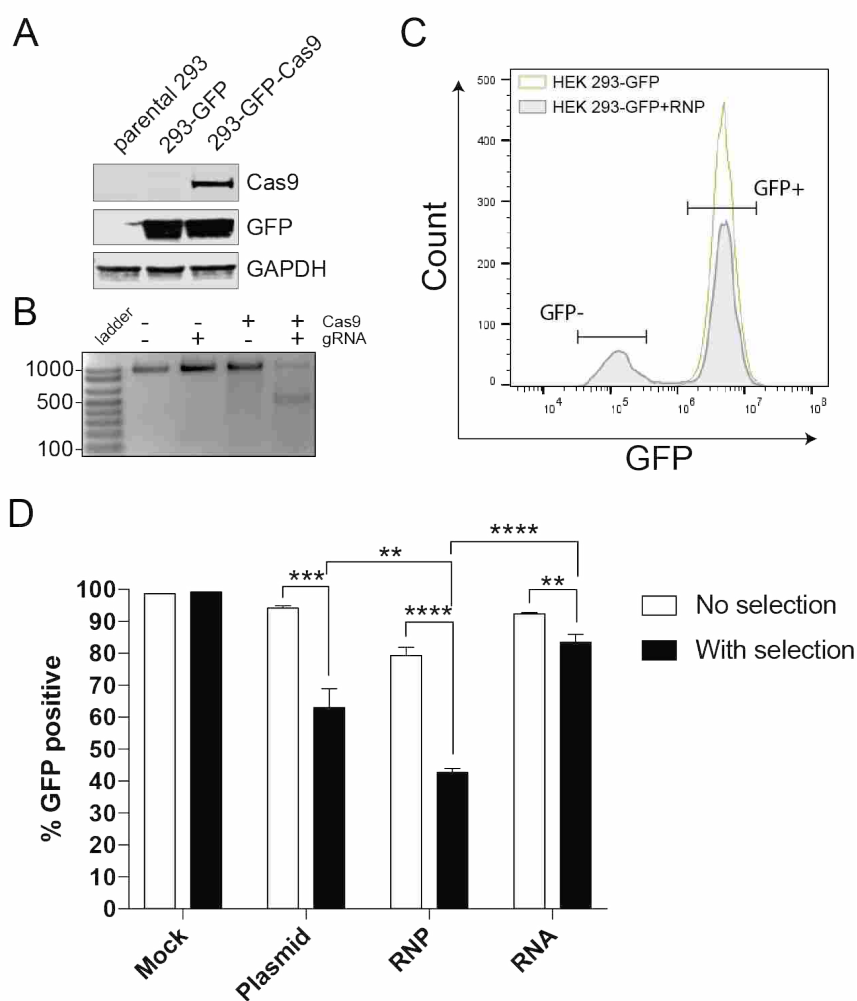 A
parental 293
293-GFP
293-GFP-Cas9
Cas9
GFP
GAPDH
B
ladder
- - + + Cas9
- + - + gRNA
1000
500
100
C
HEK 293-GFP
HEK 293-GFP+RNP
500
400
300
200
100
0
Count
GFP-
GFP+
10^4 10^5 10^6 10^7 10^8
GFP
D
****
**
*** **** **
No selection
With selection
100
90
80
70
60
50
40
30
20
10
0
% GFP positive
Mock
Plasmid
RNP
RNA